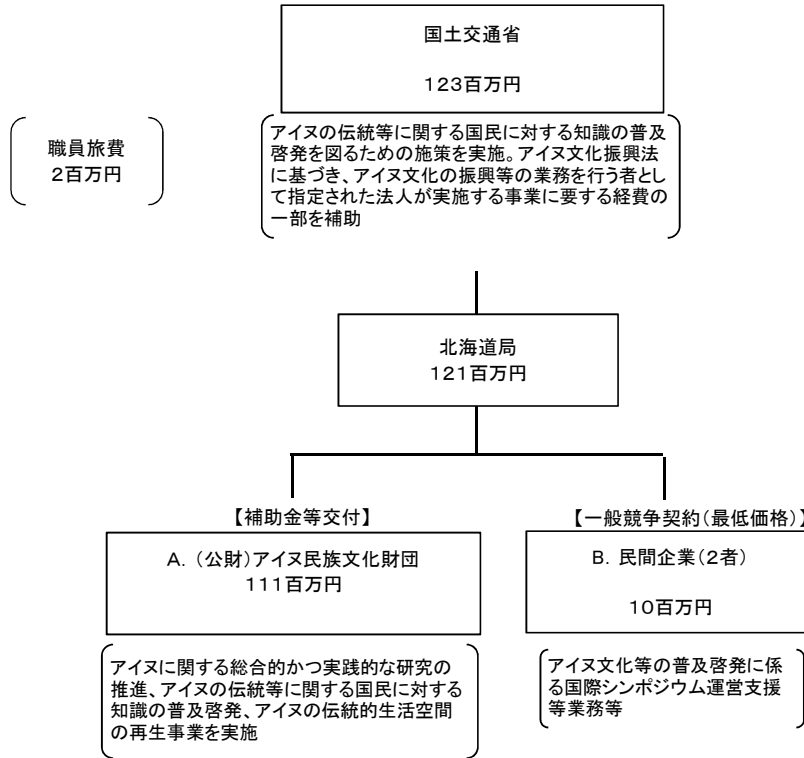 国土交通省
123百万円
職員旅費
2百万円
アイヌの伝統等に関する国民に対する知識の普及
啓発を図るための施策を実施。アイヌ文化振興法
に基づき、アイヌ文化の振興等の業務を行う者とし
て指定された法人が実施する事業に要する経費の
一部を補助
北海道局
121百万円
【補助金等交付】
A．（公財）アイヌ民族文化財団
111百万円
アイヌに関する総合的かつ実践的な研究の
推進、アイヌの伝統等に関する国民に対する
知識の普及啓発、アイヌの伝統的生活空間
の再生事業を実施
【一般競争契約（最低価格）】
B．民間企業（2者）
10百万円
アイヌ文化等の普及啓発に係
る国際シンポジウム運営支援
等業務等